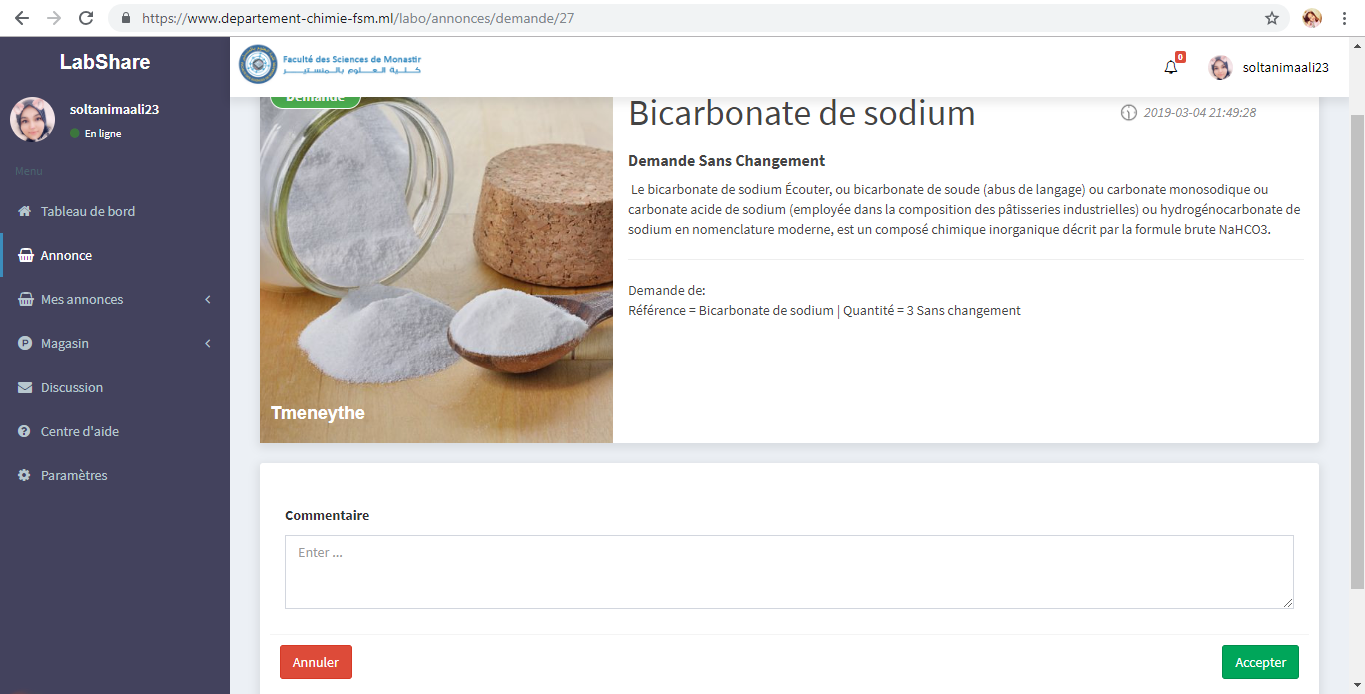 https://www.departement-chimie-fsm.ml/labo/annonces/demande/27
LabShare
Faculté des Sciences de Monastir
كلية العلوم بالمنستير
0
soltanimaali23
soltanimaali23
En ligne
Menu
Tableau de bord
Annonce
Mes annonces
Magasin
Discussion
Centre d'aide
Paramètres
Demande
Tmeneythe
Bicarbonate de sodium
2019-03-04 21:49:28
Demande Sans Changement
Le bicarbonate de sodium Écouter, ou bicarbonate de soude (abus de langage) ou carbonate monosodique ou
carbonate acide de sodium (employée dans la composition des pâtisseries industrielles) ou hydrogénocarbonate de
sodium en nomenclature moderne, est un composé chimique inorganique décrit par la formule brute NaHCO3.
Demande de:
Référence = Bicarbonate de sodium | Quantité = 3 Sans changement
Commentaire
Enter ...
Annuler
Accepter